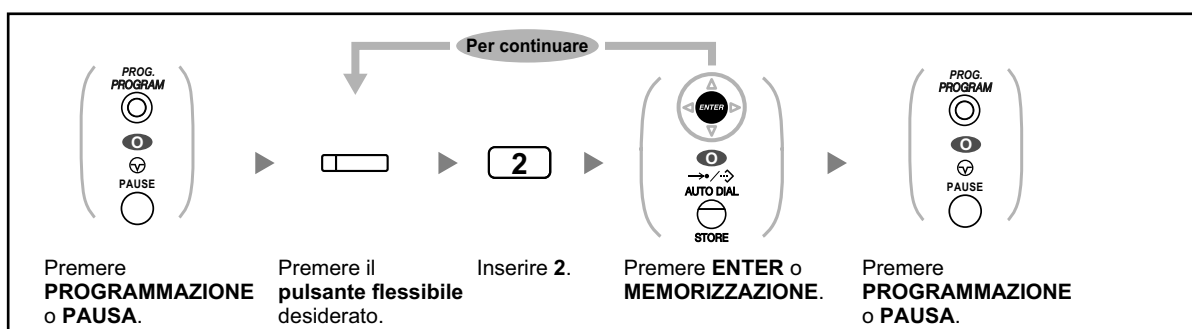 Per continuare
PROG.
PROGRAM
O
PAUSE
2
ENTER
O
AUTO DIAL
STORE
PROG.
PROGRAM
O
PAUSE
Premere
PROGRAMMAZIONE
o PAUSA.
Premere il
pulsante flessibile
desiderato.
Inserire 2.
Premere ENTER o
MEMORIZZAZIONE.
Premere
PROGRAMMAZIONE
o PAUSA.